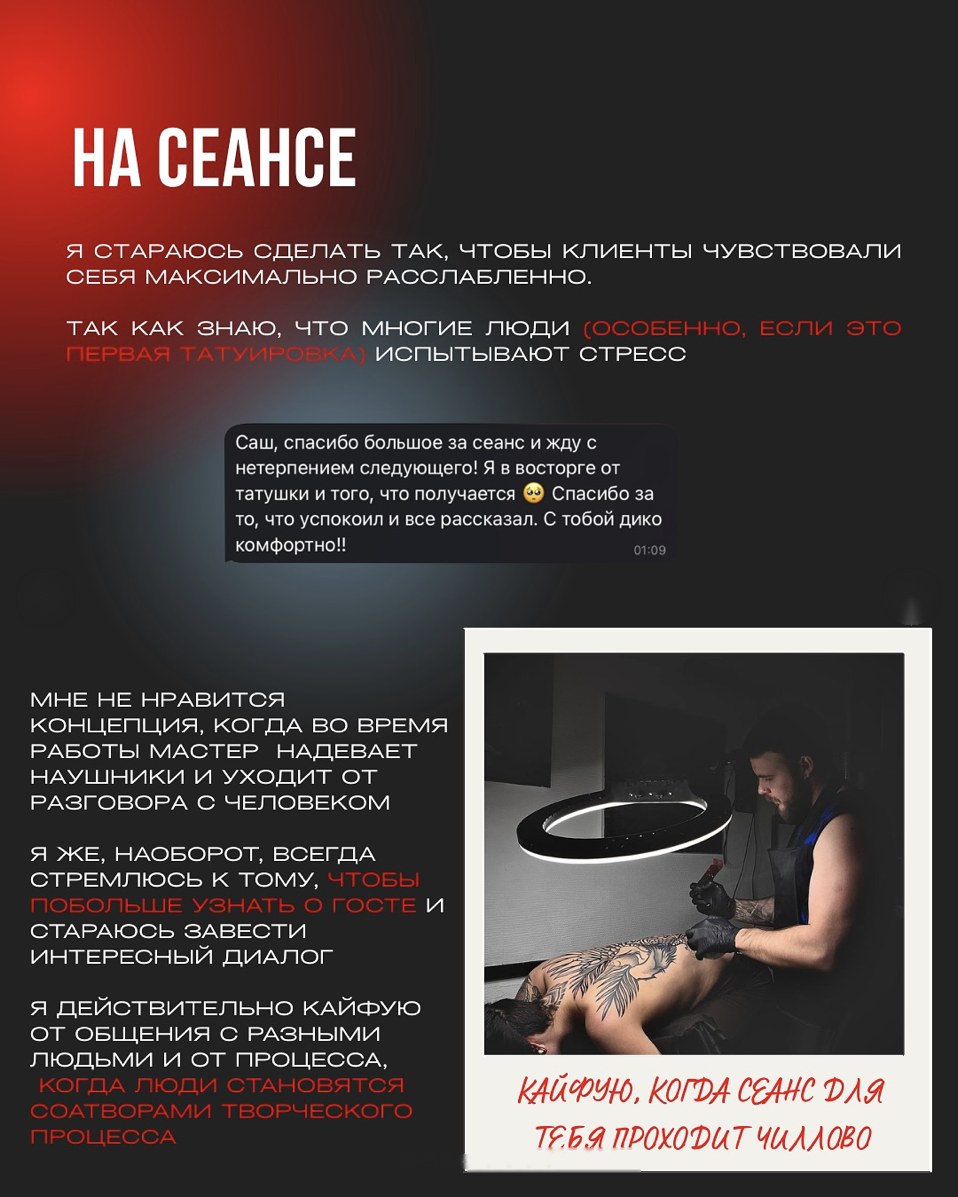 НА СЕАНСЕ
Я СТАРАЮСЬ СДЕЛАТЬ ТАК, ЧТОБЫ КЛИЕНТЫ ЧУВСТВОВАЛИ
СЕБЯ МАКСИМАЛЬНО РАССЛАБЛЕННО.
ТАК КАК ЗНАЮ, ЧТО МНОГИЕ ЛЮДИ (ОСОБЕННО, ЕСЛИ ЭТО
ПЕРВАЯ ТАТУИРОВКА) ИСПЫТЫВАЮТ СТРЕСС
Саш, спасибо большое за сеанс и жду с
нетерпением следующего! Я в восторге от
татушки и того, что получается 🥺 Спасибо за
то, что успокоил и все рассказал. С тобой дико
комфортно!!
01:09
МНЕ НЕ НРАВИТСЯ
КОНЦЕПЦИЯ, КОГДА ВО ВРЕМЯ
РАБОТЫ МАСТЕР НАДЕВАЕТ
НАУШНИКИ И УХОДИТ ОТ
РАЗГОВОРА С ЧЕЛОВЕКОМ
Я ЖЕ, НАОБОРОТ, ВСЕГДА
СТРЕМЛЮСЬ К ТОМУ, ЧТОБЫ
ПОБОЛЬШЕ УЗНАТЬ О ГОСТЕ И
СТАРАЮСЬ ЗАВЕСТИ
ИНТЕРЕСНЫЙ ДИАЛОГ
Я ДЕЙСТВИТЕЛЬНО КАЙФУЮ
ОТ ОБЩЕНИЯ С РАЗНЫМИ
ЛЮДЬМИ И ОТ ПРОЦЕССА,
КОГДА ЛЮДИ СТАНОВЯТСЯ
СОАТВОРАМИ ТВОРЧЕСКОГО
ПРОЦЕССА
КАЙФУЮ, КОГДА СЕАНС ДЛЯ
ТЕБЯ ПРОХОДИТ ЧИЛЛОВО